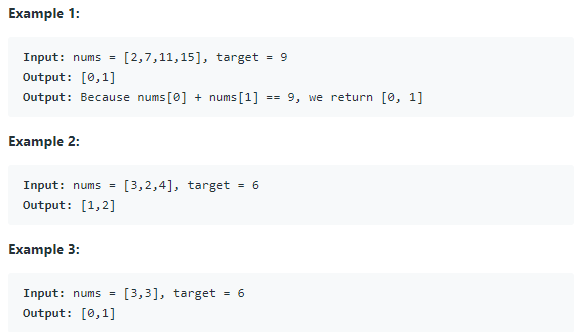 Example 1:
Input: nums = [2,7,11,15], target = 9
Output: [0,1]
Output: Because nums[0] + nums[1] == 9, we return [0, 1]
Example 2:
Input: nums = [3,2,4], target = 6
Output: [1,2]
Example 3:
Input: nums = [3,3], target = 6
Output: [0,1]